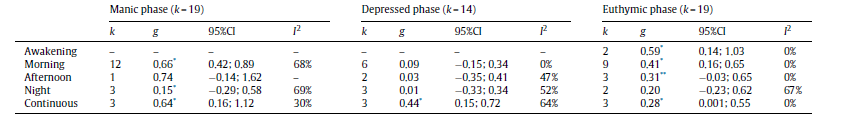 Manic phase (k = 19) Depressed phase (k = 14) Euthymic phase (k = 19)
k g 95%CI I² k g 95%CI I² k g 95%CI I²
Awakening – – – – – – – – 2 0.59* 0.14; 1.03 0%
Morning 12 0.66* 0.42; 0.89 68% 6 0.09 −0.15; 0.34 0% 9 0.41* 0.16; 0.65 0%
Afternoon 1 0.74 −0.14; 1.62 – 2 0.03 −0.35; 0.41 47% 3 0.31** −0.03; 0.65 0%
Night 3 0.15* −0.29; 0.58 69% 3 0.01 −0.33; 0.34 52% 2 0.20 −0.23; 0.62 67%
Continuous 3 0.64* 0.16; 1.12 30% 3 0.44* 0.15; 0.72 64% 3 0.28* 0.001; 0.55 0%